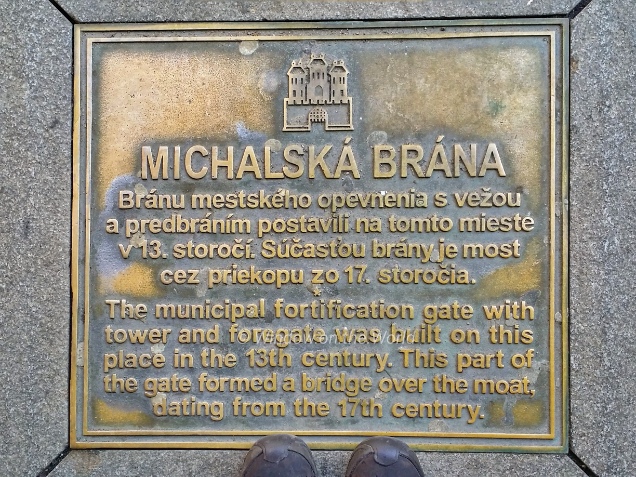 MICHALSKÁ BRÁNA
Bránu mestského opevnenia s vežou
a predbráním postavili na tomto mieste
v 13. storočí. Súčasťou brány je most
cez priekopu zo 17. storočia.
*
The municipal fortification gate with
tower and foregate was built on this
place in the 13th century. This part of
the gate formed a bridge over the moat,
dating from the 17th century.